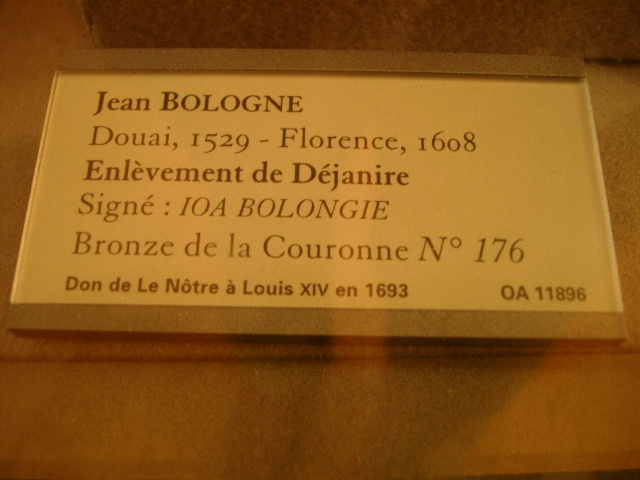 Jean BOLOGNE
Douai, 1529 - Florence, 1608
Enlèvement de Déjanire
Signé : IOA BOLONGIE
Bronze de la Couronne N° 176
Don de Le Nôtre à Louis XIV en 1693 OA 11896